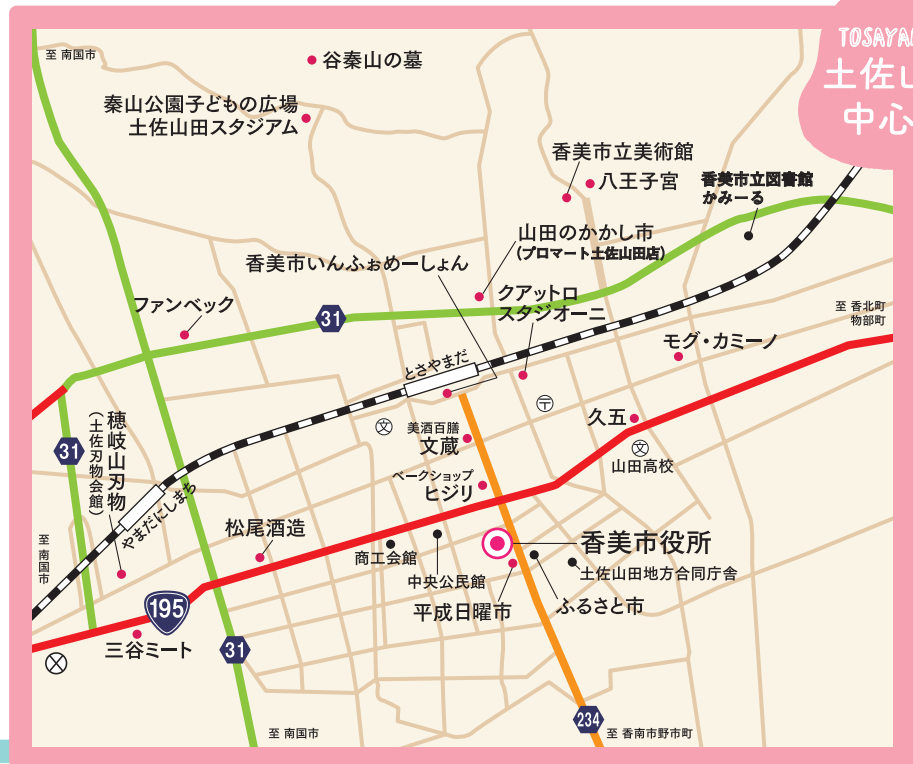 至 南国市
谷秦山の墓
TOSAYAM
土佐山
中心
秦山公園子どもの広場
土佐山田スタジアム
香美市立美術館
八王子宮
香美市立図書館
かみーる
山田のかかし市
(プロマート土佐山田店)
香美市いんふぉめーしょん
クアットロ
スタジオーニ
ファンベック
31
至 香北町
物部町
モグ・カミーノ
とさやまだ
〒
久五
文
美酒百膳
文蔵
文
山田高校
31
穂岐山刃物
(土佐刃物会館)
ベークショップ
ヒジリ
やまだにしまち
松尾酒造
香美市役所
至 南国市
商工会館
中央公民館
土佐山田地方合同庁舎
平成日曜市
ふるさと市
195
三谷ミート
31
234
至 南国市
至 香南市野市町